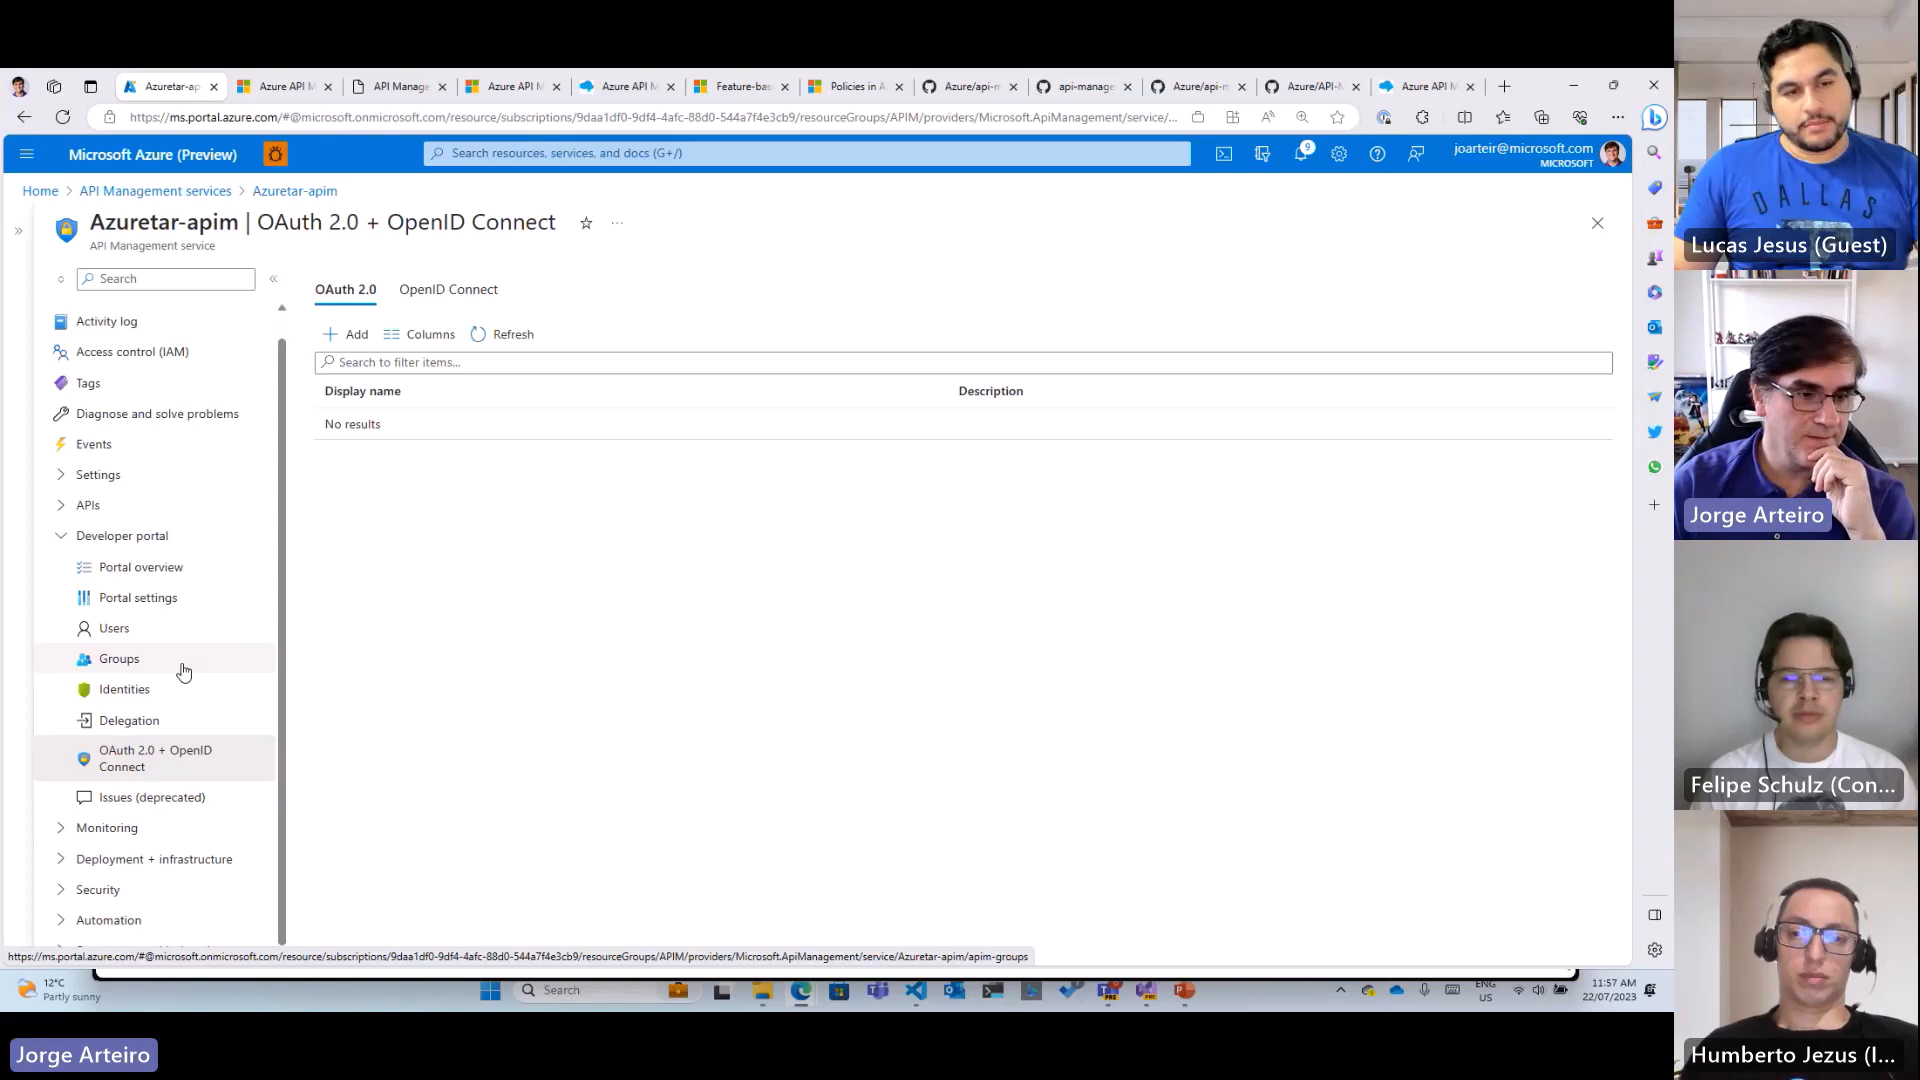 Azuretar-ap
Azure API M
API Manage
Azure API M
Azure API M
Feature-bas
Policies in A
Azure/api-m
api-manage
Azure/api-m
Azure/API-M
Azure API M
https://ms.portal.azure.com/#@microsoft.onmicrosoft.com/resource/subscriptions/9daa1df0-9df4-4afc-88d0-544a7f4e3cb9/resourceGroups/APIM/providers/Microsoft.ApiManagement/service/...
Microsoft Azure (Preview)
Search resources, services, and docs (G+/)
9
joarteir@microsoft.com
MICROSOFT
Home > API Management services > Azuretar-apim
Azuretar-apim | OAuth 2.0 + OpenID Connect
API Management service
Search
Activity log
Access control (IAM)
Tags
Diagnose and solve problems
Events
Settings
APIs
Developer portal
Portal overview
Portal settings
Users
Groups
Identities
Delegation
OAuth 2.0 + OpenID
Connect
Issues (deprecated)
Monitoring
Deployment + infrastructure
Security
Automation
OAuth 2.0 OpenID Connect
Add Columns Refresh
Search to filter items...
Display name Description
No results
https://ms.portal.azure.com/#@microsoft.onmicrosoft.com/resource/subscriptions/9daa1df0-9df4-4afc-88d0-544a7f4e3cb9/resourceGroups/APIM/providers/Microsoft.ApiManagement/service/Azuretar-apim/apim-groups
12°C
Partly sunny
Search
ENG
US
11:57 AM
22/07/2023
DALLAS
Lucas Jesus (Guest)
Jorge Arteiro
Felipe Schulz (Con...
Humberto Jezus (I...
Jorge Arteiro